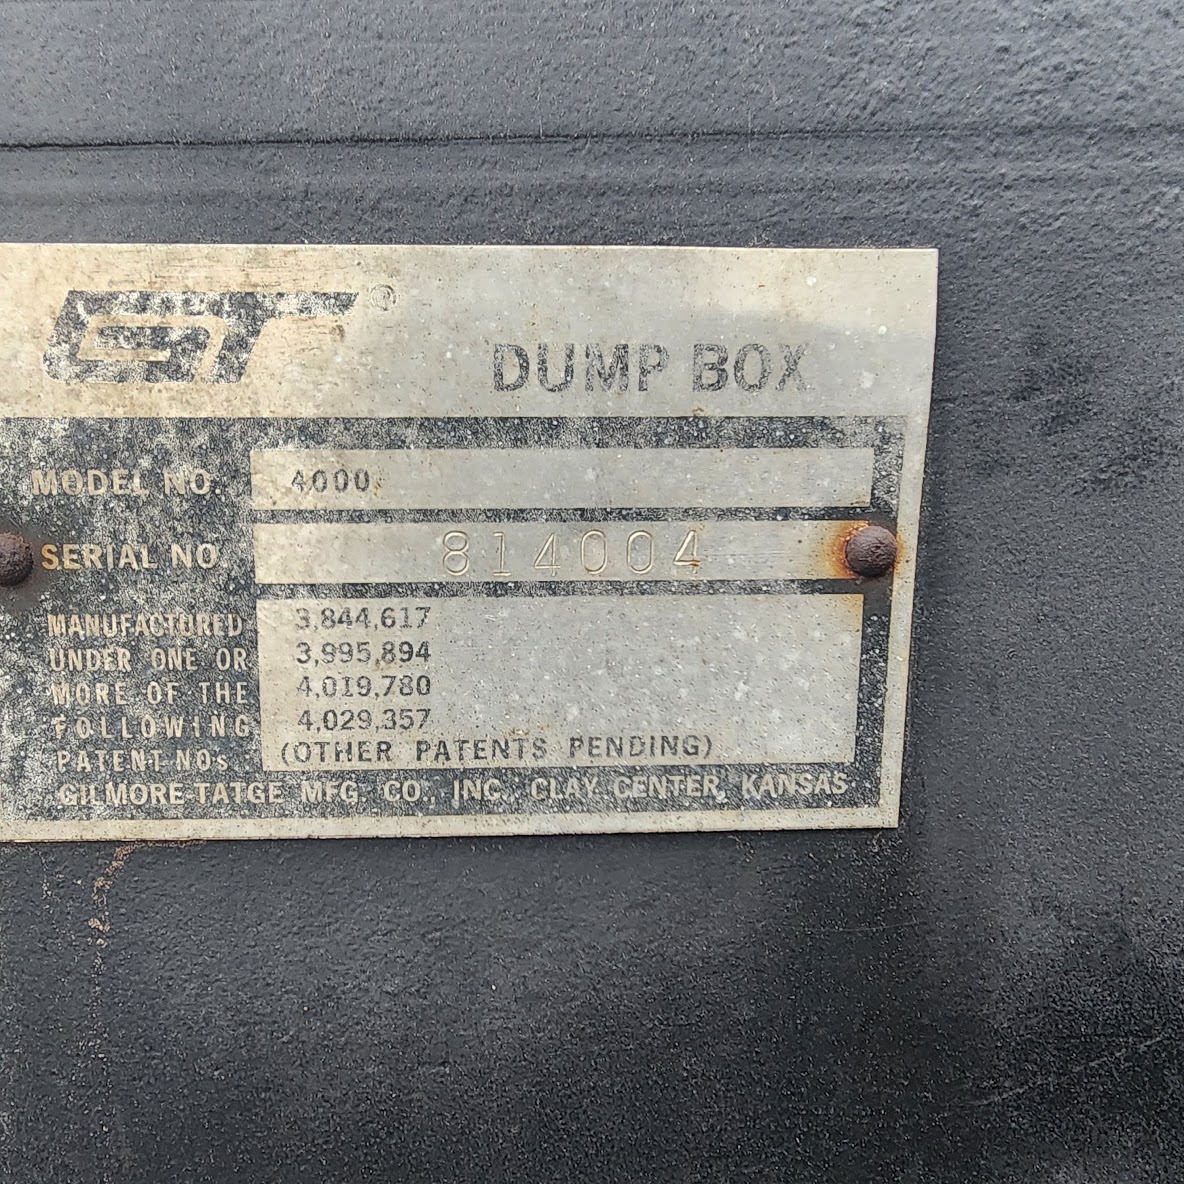 GT ®
DUMP BOX
MODEL NO. 4000
SERIAL NO. 814004
MANUFACTURED 3,844,617
UNDER ONE OR 3,995,894
MORE OF THE 4,019,780
FOLLOWING 4,029,357
PATENT NOs. (OTHER PATENTS PENDING)
GILMORE-TATGE MFG. CO., INC., CLAY CENTER, KANSAS